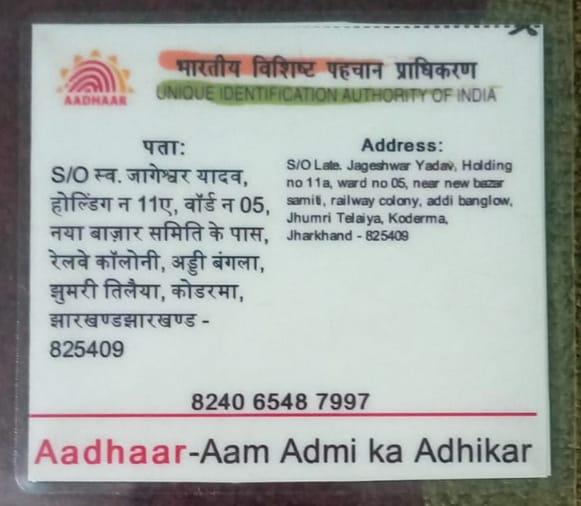 AADHAAR
भारतीय विशिष्ट पहचान प्राधिकरण
UNIQUE IDENTIFICATION AUTHORITY OF INDIA
पता:
S/O स्व. जागेश्वर यादव,
होल्डिंग न 11ए, वॉर्ड न 05,
नया बाज़ार समिति के पास,
रेलवे कॉलोनी, अड्डी बंगला,
झुमरी तिलैया, कोडरमा,
झारखण्डझारखण्ड -
825409
Address:
S/O Late. Jageshwar Yadav, Holding
no 11a, ward no 05, near new bazar
samiti, railway colony, addi banglow,
Jhumri Telaiya, Koderma,
Jharkhand - 825409
8240 6548 7997
Aadhaar-Aam Admi ka Adhikar